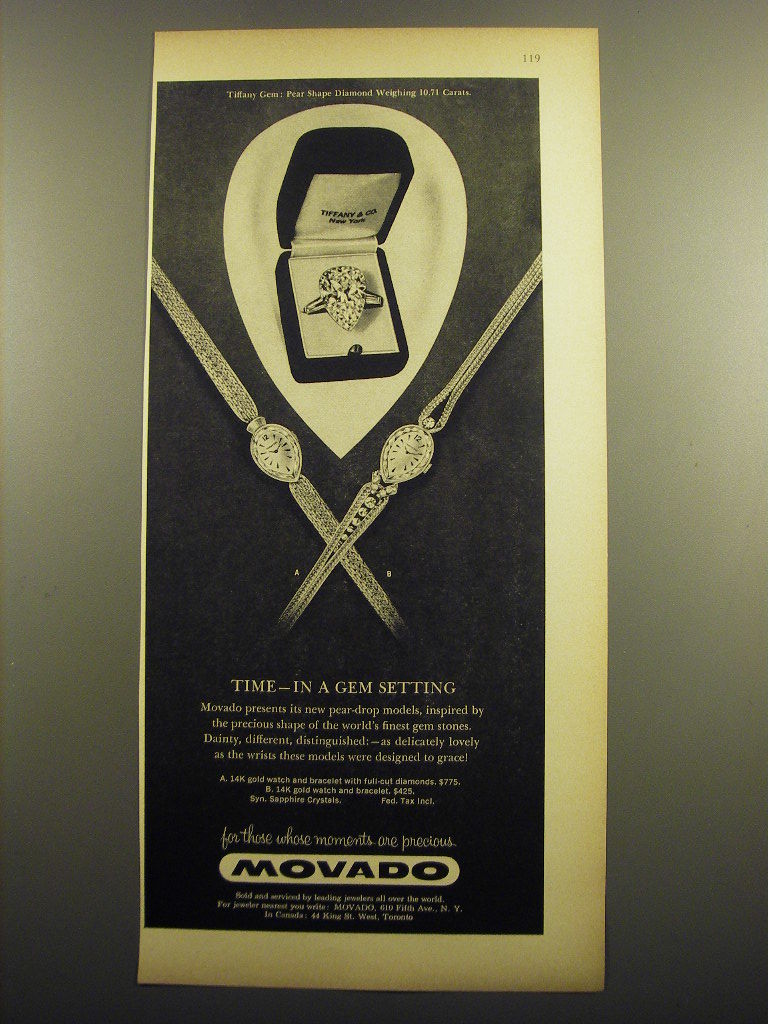 119
Tiffany Gem: Pear Shape Diamond Weighing 10.71 Carats.
TIFFANY & CO.
New York
12
12
A
B
TIME—IN A GEM SETTING
Movado presents its new pear-drop models, inspired by
the precious shape of the world's finest gem stones.
Dainty, different, distinguished:—as delicately lovely
as the wrists these models were designed to grace!
A. 14K gold watch and bracelet with full-cut diamonds. $775.
B. 14K gold watch and bracelet. $425.
Syn. Sapphire Crystals. Fed. Tax Incl.
for those whose moments are precious
MOVADO
Sold and serviced by leading jewelers all over the world.
For jeweler nearest you write: MOVADO, 610 Fifth Ave., N. Y.
In Canada: 44 King St. West, Toronto